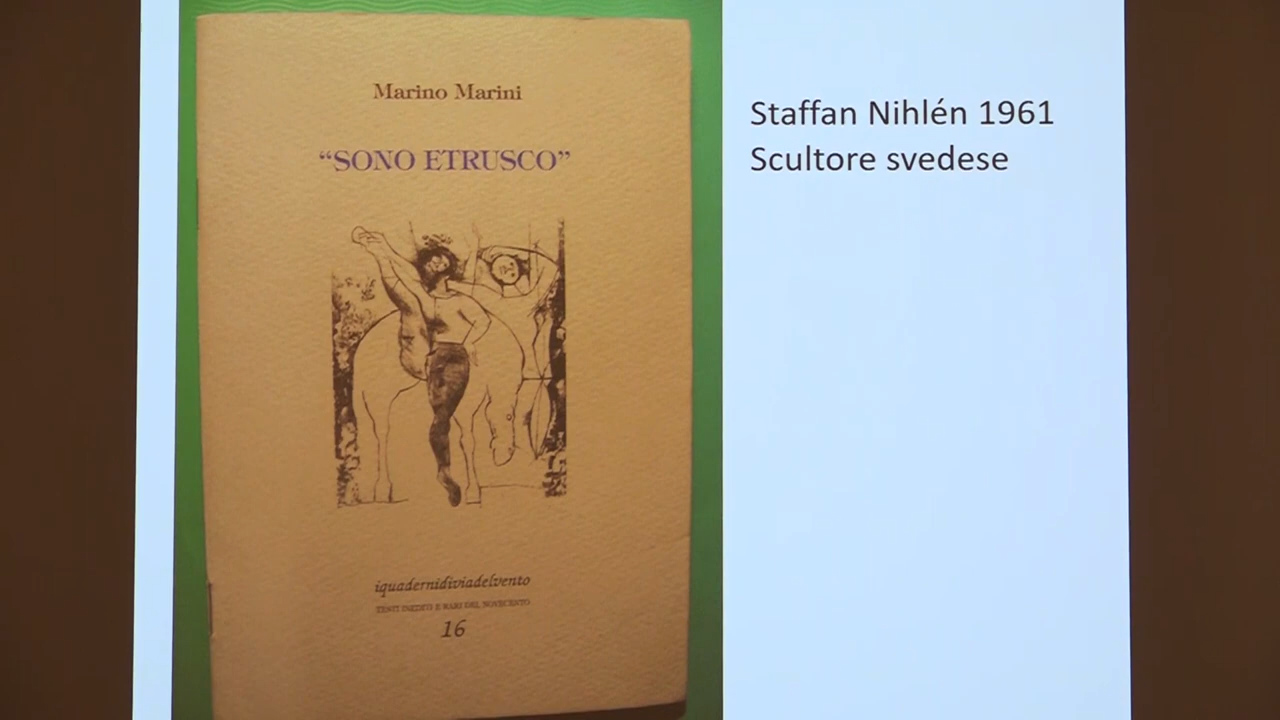 Marino Marini
“SONO ETRUSCO”
iquadernidiviadelvento
TESTI INEDITI E RARI DEL NOVECENTO
16
Staffan Nihlén 1961
Scultore svedese